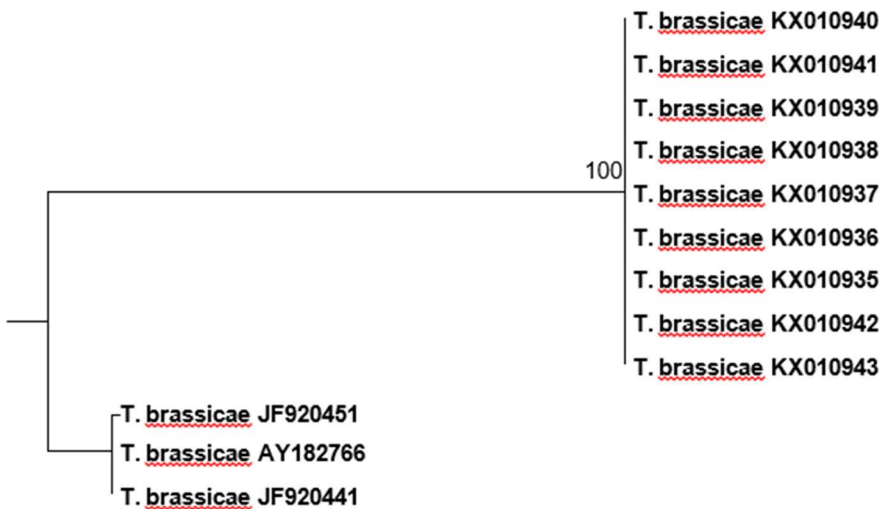 T. brassicae KX010940
T. brassicae KX010941
T. brassicae KX010939
T. brassicae KX010938
100
T. brassicae KX010937
T. brassicae KX010936
T. brassicae KX010935
T. brassicae KX010942
T. brassicae KX010943
T. brassicae JF920451
T. brassicae AY182766
T. brassicae JF920441